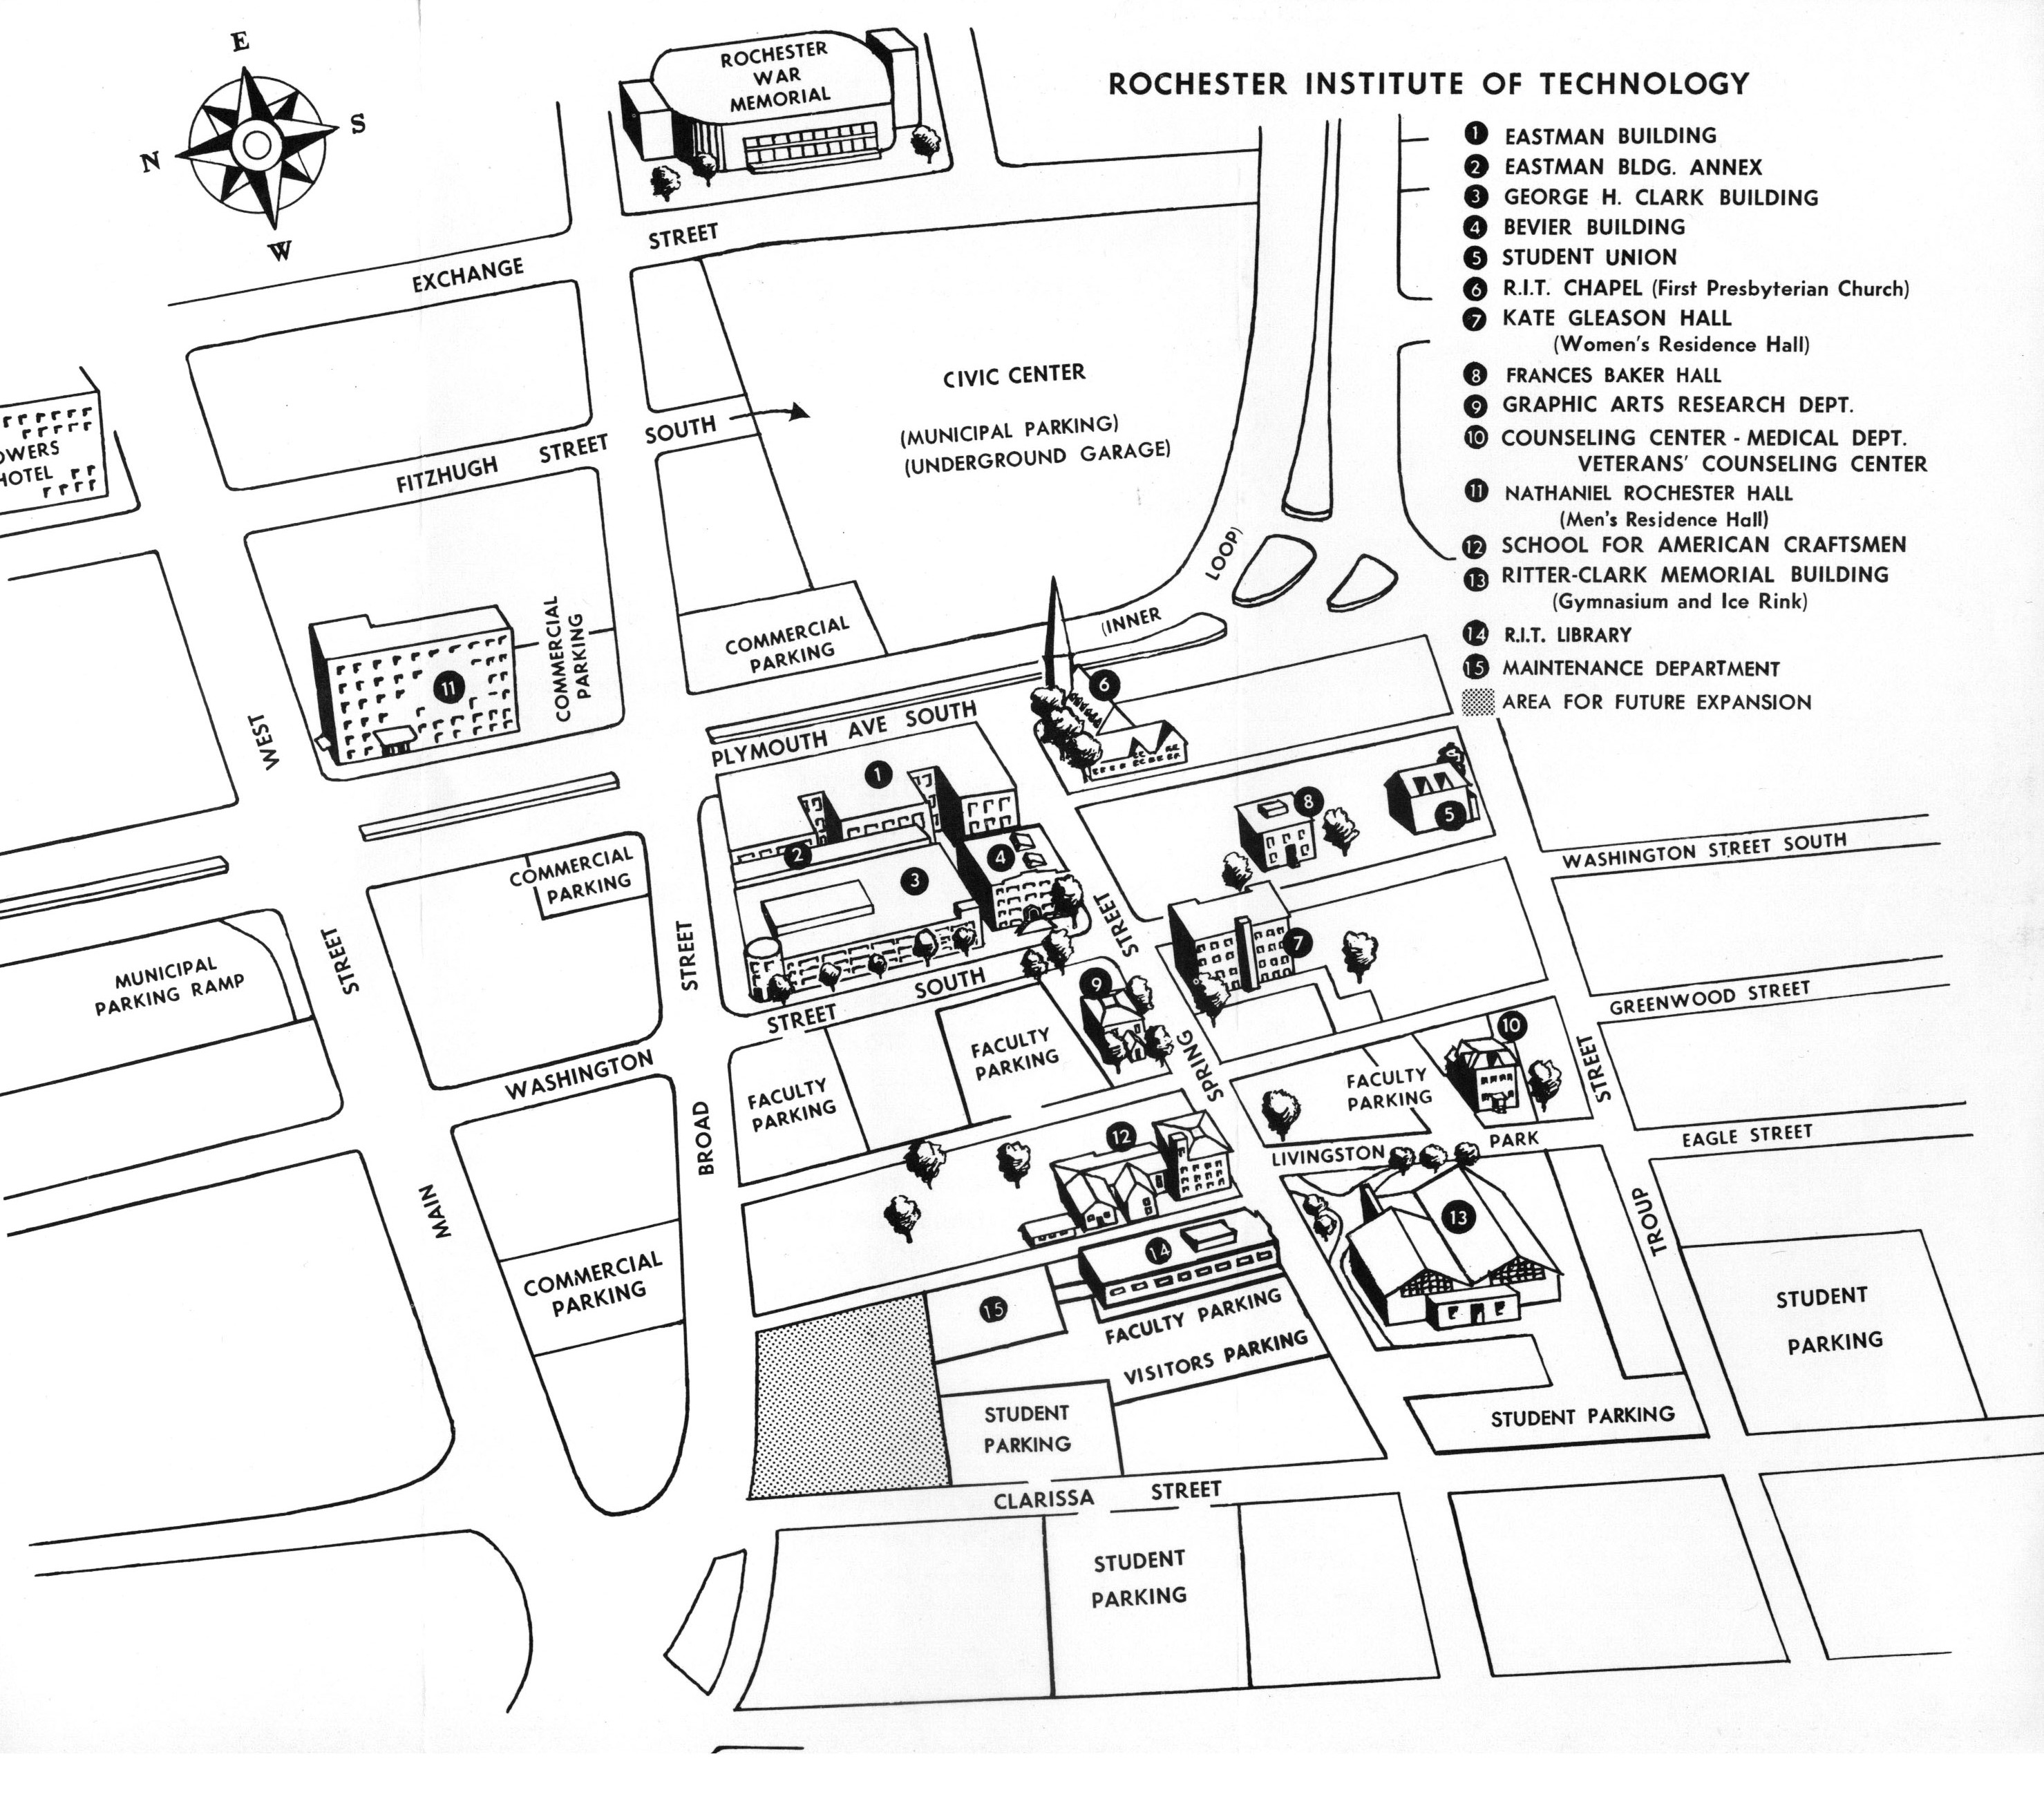 E
N
S
W
ROCHESTER
WAR
MEMORIAL
ROCHESTER INSTITUTE OF TECHNOLOGY
1 EASTMAN BUILDING
2 EASTMAN BLDG. ANNEX
3 GEORGE H. CLARK BUILDING
4 BEVIER BUILDING
5 STUDENT UNION
6 R.I.T. CHAPEL (First Presbyterian Church)
7 KATE GLEASON HALL
(Women's Residence Hall)
8 FRANCES BAKER HALL
9 GRAPHIC ARTS RESEARCH DEPT.
10 COUNSELING CENTER - MEDICAL DEPT.
VETERANS' COUNSELING CENTER
11 NATHANIEL ROCHESTER HALL
(Men's Residence Hall)
12 SCHOOL FOR AMERICAN CRAFTSMEN
13 RITTER-CLARK MEMORIAL BUILDING
(Gymnasium and Ice Rink)
14 R.I.T. LIBRARY
15 MAINTENANCE DEPARTMENT
AREA FOR FUTURE EXPANSION
EXCHANGE STREET
CIVIC CENTER
(MUNICIPAL PARKING)
(UNDERGROUND GARAGE)
FITZHUGH STREET SOUTH
OWERS
HOTEL
COMMERCIAL
PARKING
11
COMMERCIAL
PARKING
(INNER LOOP)
6
PLYMOUTH AVE SOUTH
WEST
1
2
3
4
8
5
COMMERCIAL
PARKING
WASHINGTON STREET SOUTH
MUNICIPAL
PARKING RAMP
STREET
STREET
STREET
7
9
STREET SOUTH
WASHINGTON
GREENWOOD STREET
10
FACULTY
PARKING
FACULTY
PARKING
SPRING
FACULTY
PARKING
STREET
BROAD
12
LIVINGSTON PARK
EAGLE STREET
MAIN
13
TROUP
14
COMMERCIAL
PARKING
15
FACULTY PARKING
VISITORS PARKING
STUDENT
PARKING
STUDENT
PARKING
STUDENT PARKING
CLARISSA STREET
STUDENT
PARKING